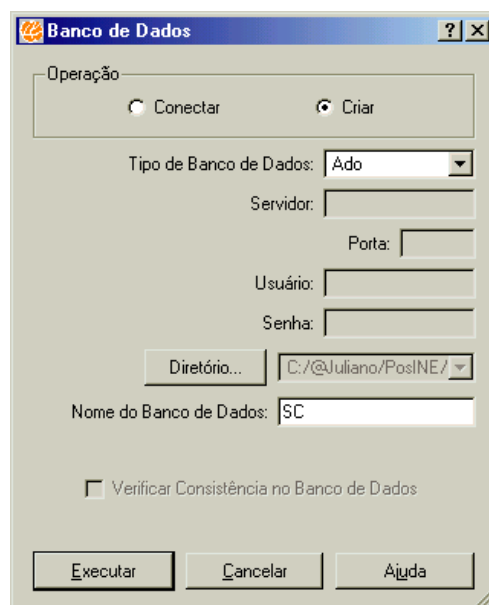 Banco de Dados
Operação
Conectar Criar
Tipo de Banco de Dados: Ado
Servidor:
Porta:
Usuário:
Senha:
Diretório... C:/@Juliano/PosINE/
Nome do Banco de Dados: SC
Verificar Consistência no Banco de Dados
Executar Cancelar Ajuda